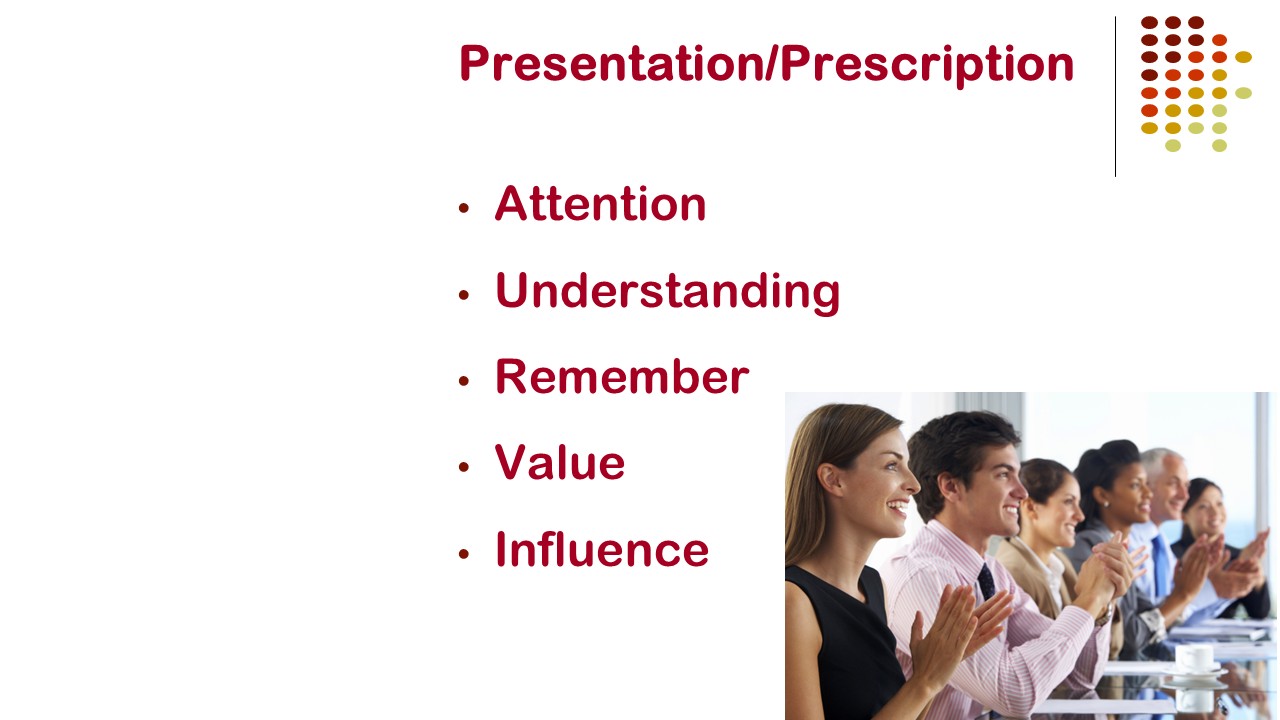 Presentation/Prescription
• Attention
• Understanding
• Remember
• Value
• Influence